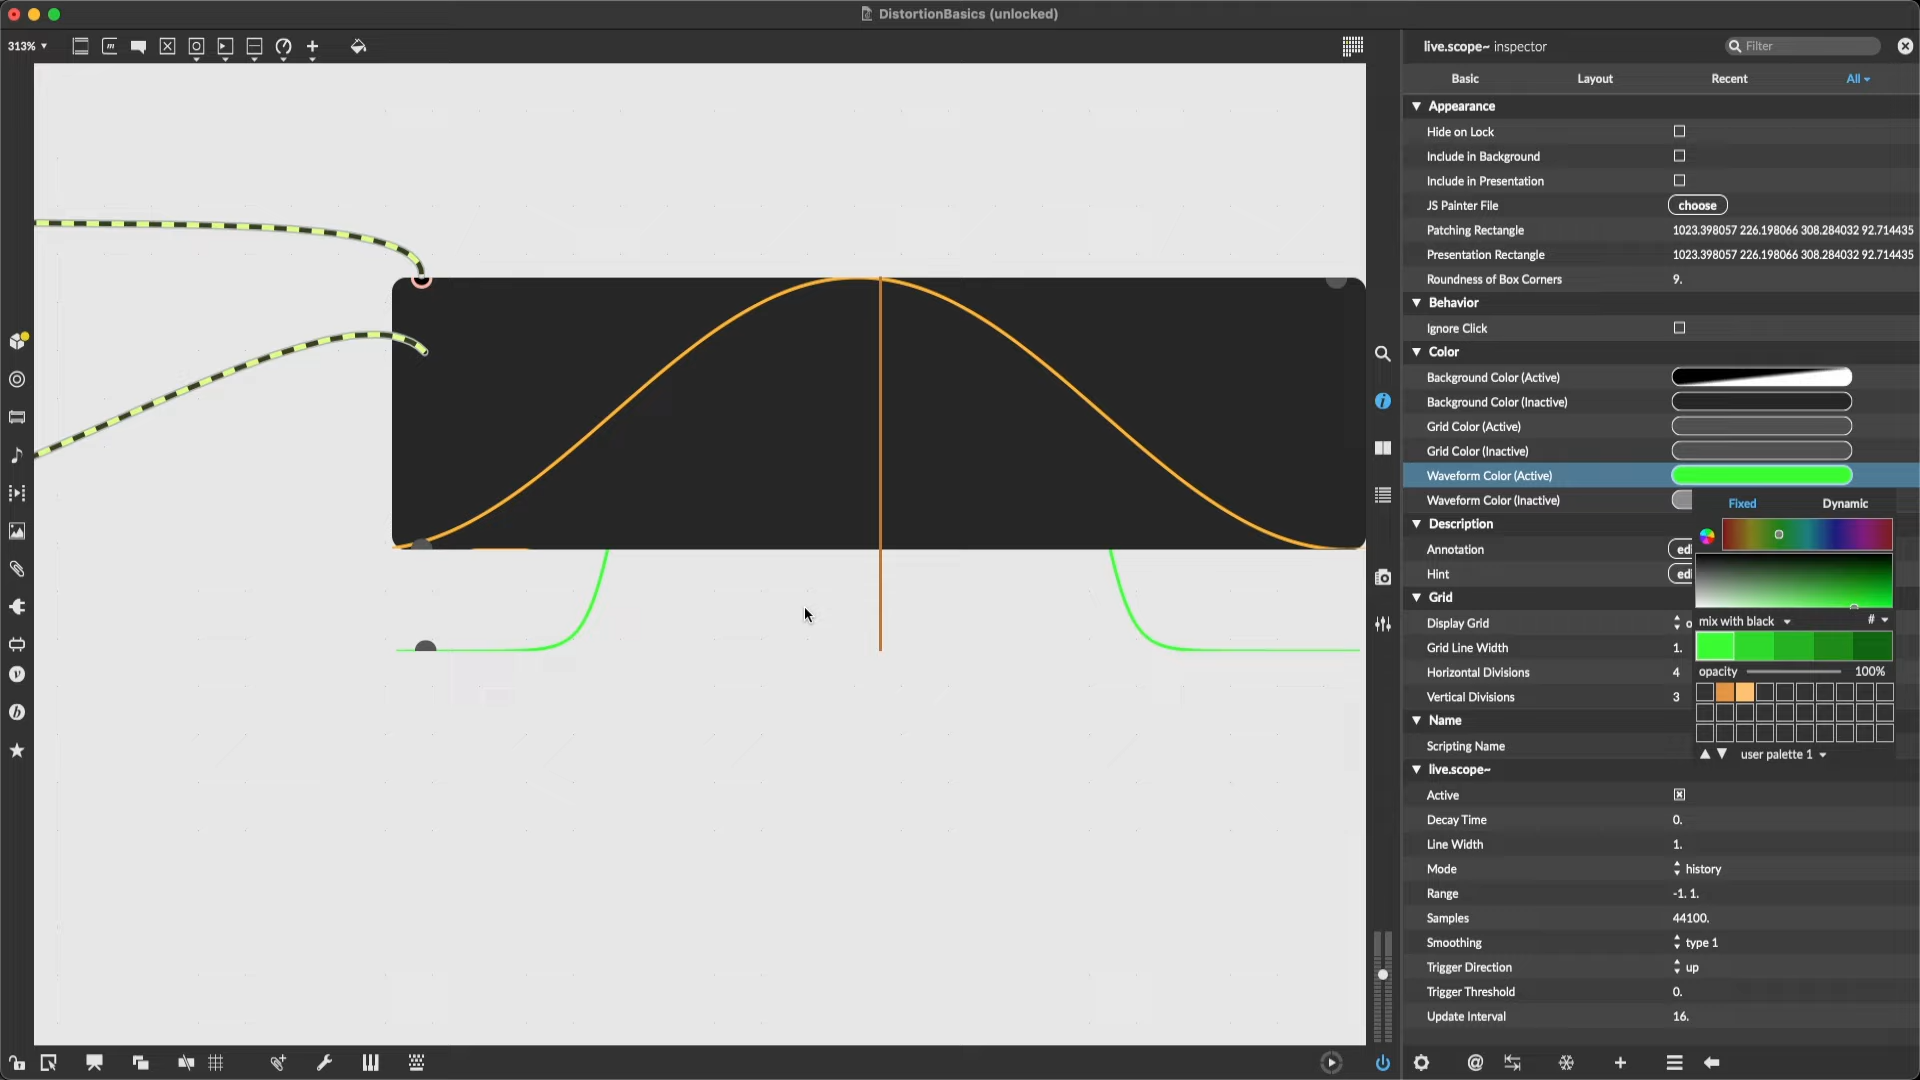 DistortionBasics (unlocked)
313%
live.scope~ inspector
Filter
Basic
Layout
Recent
All
Appearance
Hide on Lock
Include in Background
Include in Presentation
JS Painter File
choose
Patching Rectangle
1023.398057 226.198066 308.284032 92.714435
Presentation Rectangle
1023.398057 226.198066 308.284032 92.714435
Roundness of Box Corners
9.
Behavior
Ignore Click
Color
Background Color (Active)
Background Color (Inactive)
Grid Color (Active)
Grid Color (Inactive)
Waveform Color (Active)
Waveform Color (Inactive)
Fixed
Dynamic
Description
Annotation
edi
Hint
edi
Grid
Display Grid
o
mix with black
#
Grid Line Width
1.
Horizontal Divisions
4
opacity
100%
Vertical Divisions
3
Name
Scripting Name
user palette 1
live.scope~
Active
Decay Time
0.
Line Width
1.
Mode
history
Range
-1. 1.
Samples
44100.
Smoothing
type 1
Trigger Direction
up
Trigger Threshold
0.
Update Interval
16.